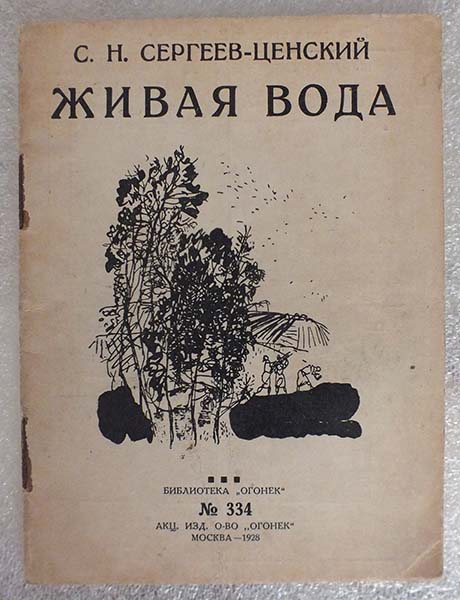 С. Н. СЕРГЕЕВ-ЦЕНСКИЙ
ЖИВАЯ ВОДА
БИБЛИОТЕКА „ОГОНЕК“
№ 334
АКЦ. ИЗД. О-ВО „ОГОНЕК“
МОСКВА—1928